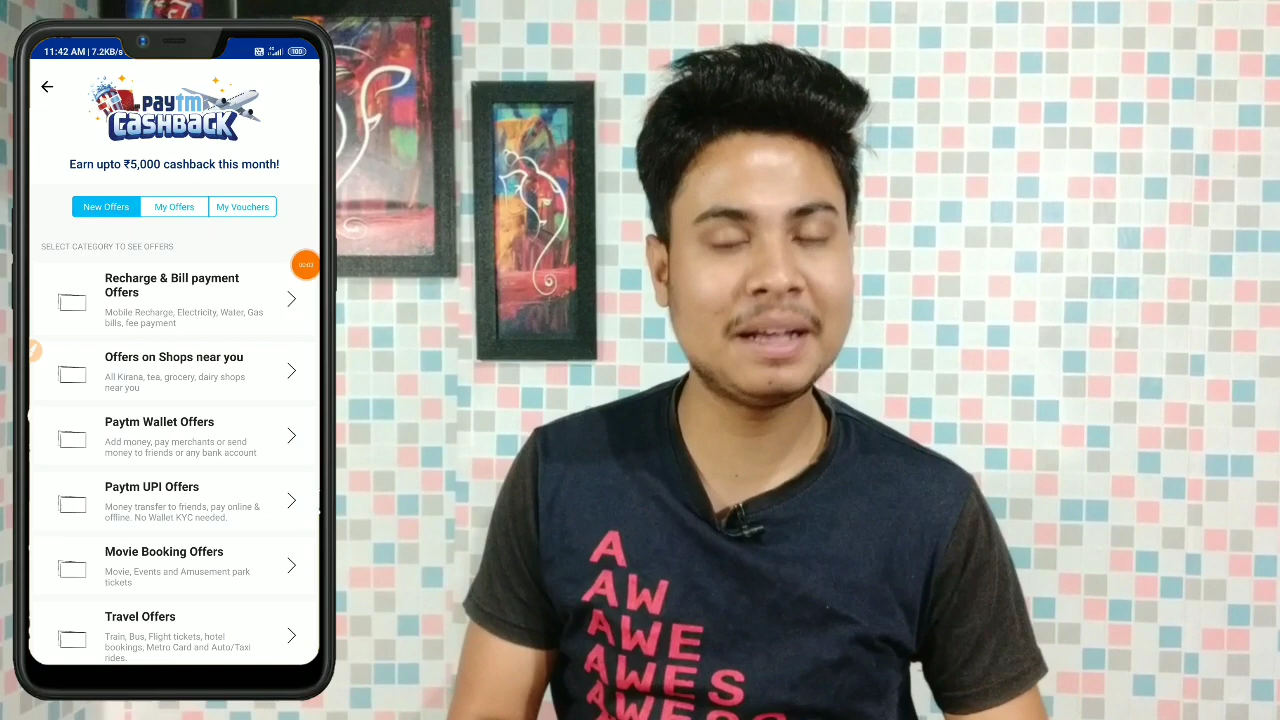 11:42 AM | 7.2KB/s
4G
100
paytm
CASHBACK
Earn upto ₹5,000 cashback this month!
New Offers
My Offers
My Vouchers
SELECT CATEGORY TO SEE OFFERS
00:03
Recharge & Bill payment
Offers
Mobile Recharge, Electricity, Water, Gas
bills, fee payment
Offers on Shops near you
All Kirana, tea, grocery, dairy shops
near you
Paytm Wallet Offers
Add money, pay merchants or send
money to friends or any bank account
Paytm UPI Offers
Money transfer to friends, pay online &
offline. No Wallet KYC needed.
Movie Booking Offers
Movie, Events and Amusement park
tickets
Travel Offers
Train, Bus, Flight tickets, hotel
bookings, Metro Card and Auto/Taxi
rides.
A
AW
AWE
AWES